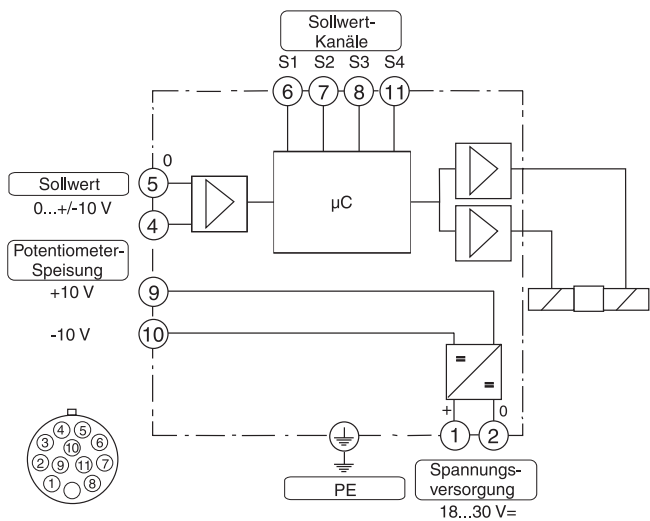 Sollwert-
Kanäle
S1 S2 S3 S4
6 7 8 11
0
5
Sollwert
0...+/-10 V
4
µC
Potentiometer-
Speisung
+10 V
9
-10 V
10
=
=
+ 0
1 2
PE
Spannungs-
versorgung
18...30 V=
4 5
3 10 6
2 9 11 7
1 8